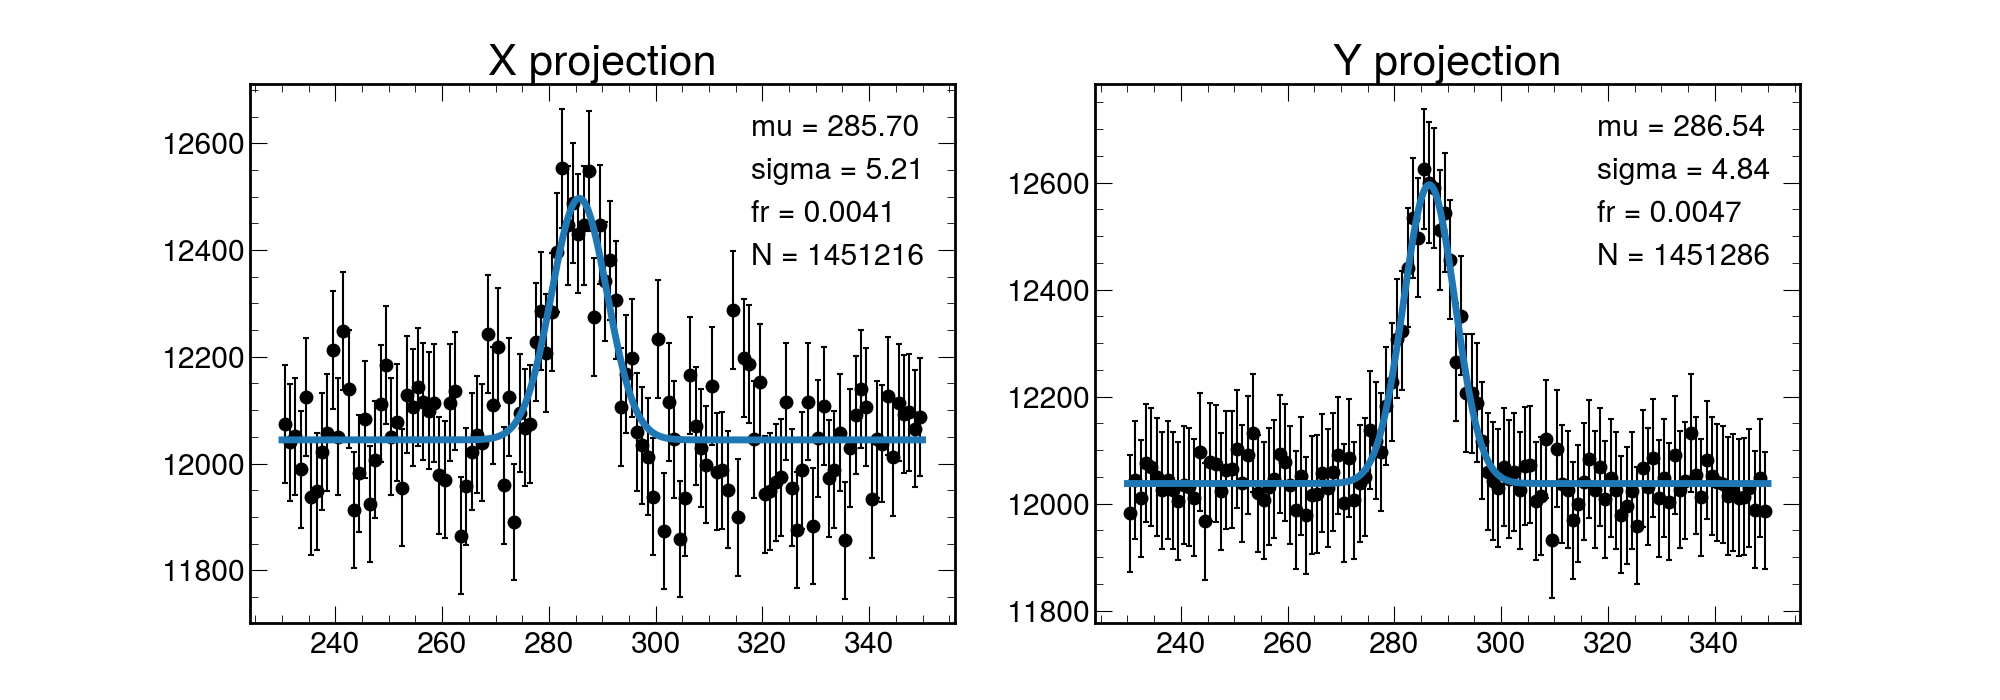 X projection
mu = 285.70
sigma = 5.21
fr = 0.0041
N = 1451216
12600
12400
12200
12000
11800
240 260 280 300 320 340
Y projection
mu = 286.54
sigma = 4.84
fr = 0.0047
N = 1451286
12600
12400
12200
12000
11800
240 260 280 300 320 340